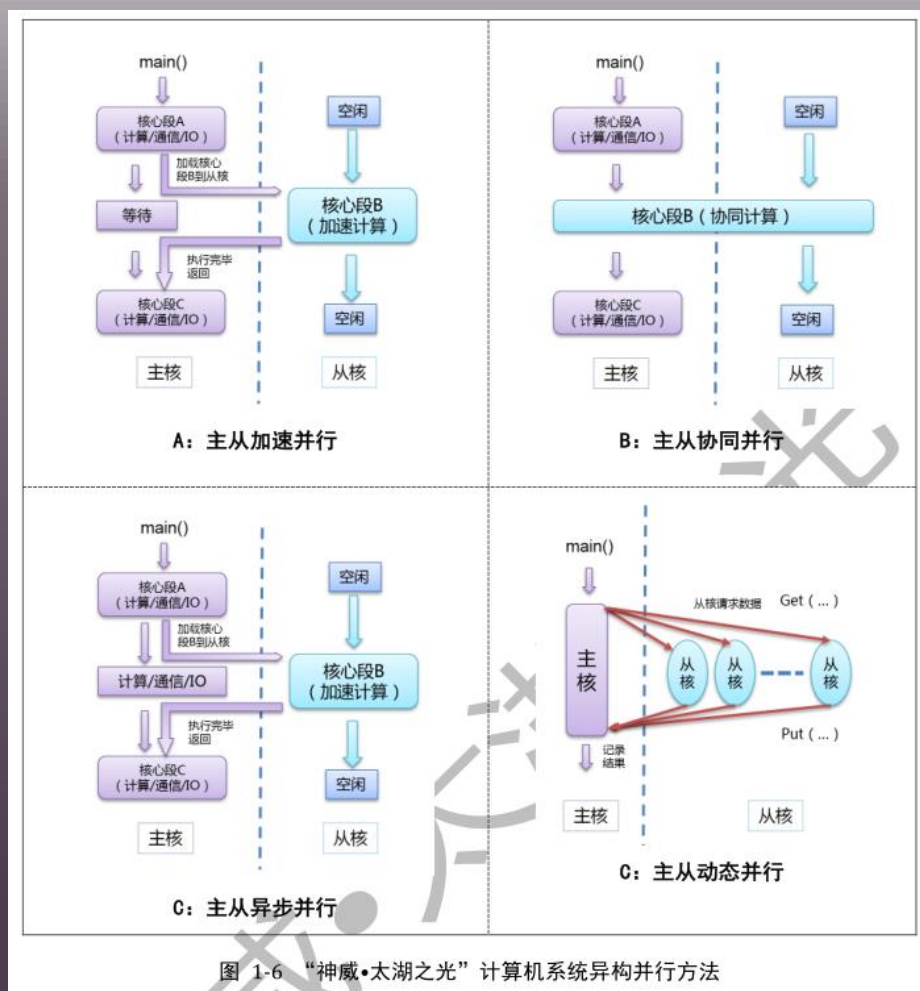 main()
核心段A
（计算/通信/IO）
加载核心
段B到从核
等待
执行完毕
返回
核心段C
（计算/通信/IO）
主核
空闲
核心段B
（加速计算）
空闲
从核
A: 主从加速并行
main()
核心段A
（计算/通信/IO）
空闲
核心段B（协同计算）
核心段C
（计算/通信/IO）
空闲
主核
从核
B: 主从协同并行
main()
核心段A
（计算/通信/IO）
加载核心
段B到从核
计算/通信/IO
执行完毕
返回
核心段C
（计算/通信/IO）
主核
空闲
核心段B
（加速计算）
空闲
从核
C: 主从异步并行
main()
主核
记录
结果
主核
从核请求数据
Get（...）
从核
从核
从核
Put（...）
从核
C: 主从动态并行
图 1-6 “神威•太湖之光”计算机系统异构并行方法